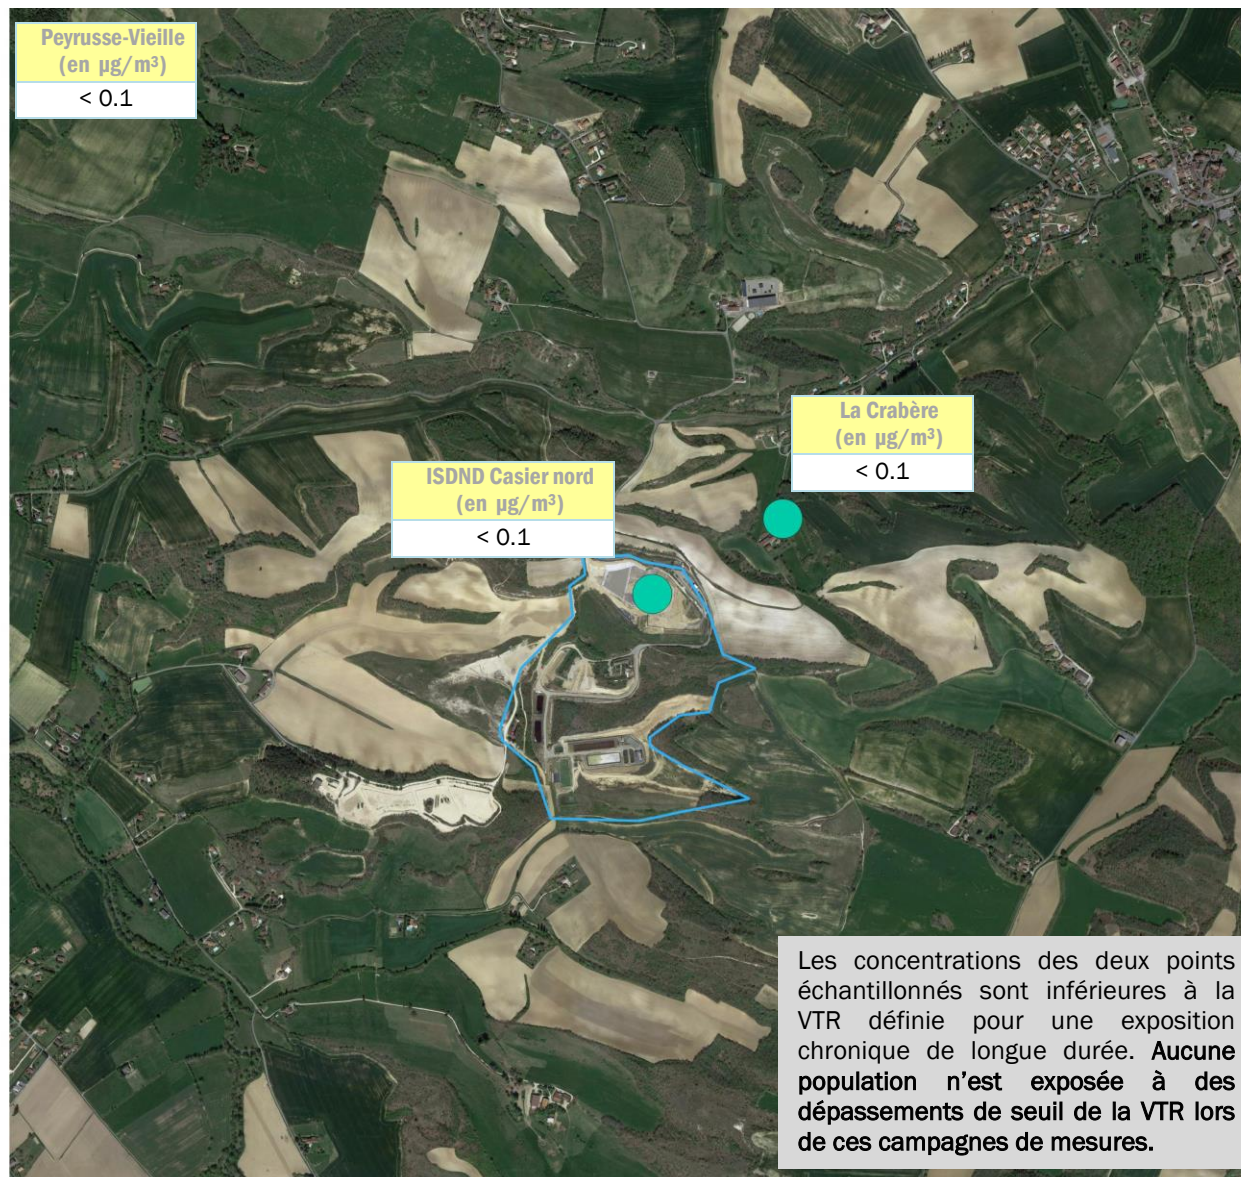 Peyrusse-Vieille
(en µg/m³)
< 0.1
La Crabère
(en µg/m³)
< 0.1
ISDND Casier nord
(en µg/m³)
< 0.1
Les concentrations des deux points
échantillonnés sont inférieures à la
VTR définie pour une exposition
chronique de longue durée. Aucune
population n’est exposée à des
dépassements de seuil de la VTR lors
de ces campagnes de mesures.